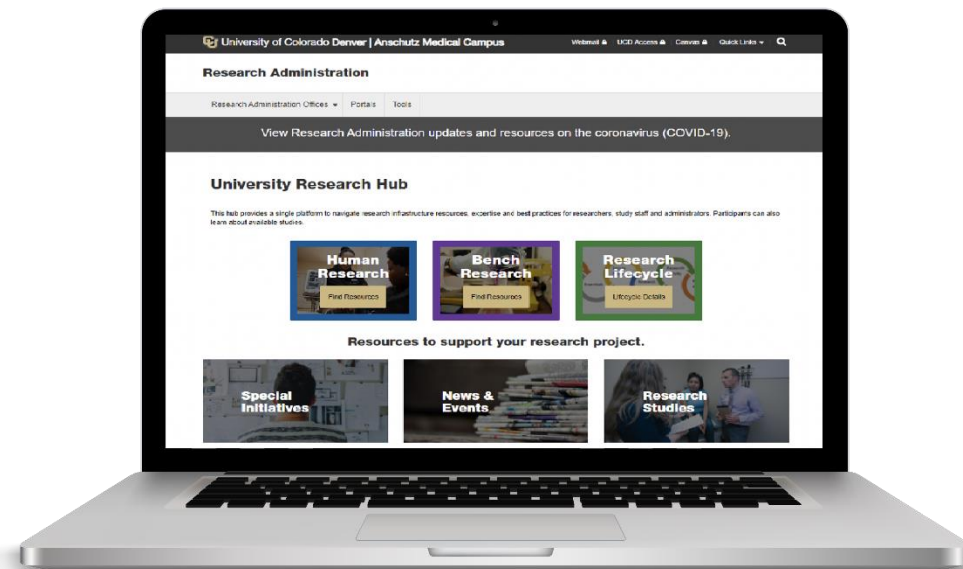 University of Colorado Denver | Anschutz Medical Campus
Webmail UCD Access Canvas Quick Links
Research Administration
Research Administration Offices Portals Tools
View Research Administration updates and resources on the coronavirus (COVID-19).
University Research Hub
This hub provides a single platform to navigate research infrastructure resources, expertise and best practices for researchers, study staff and administrators. Participants can also
learn about available studies.
Human
Research
Find Resources
Bench
Research
Find Resources
Research
Lifecycle
Lifecycle Details
Resources to support your research project.
Special
Initiatives
News &
Events
Research
Studies